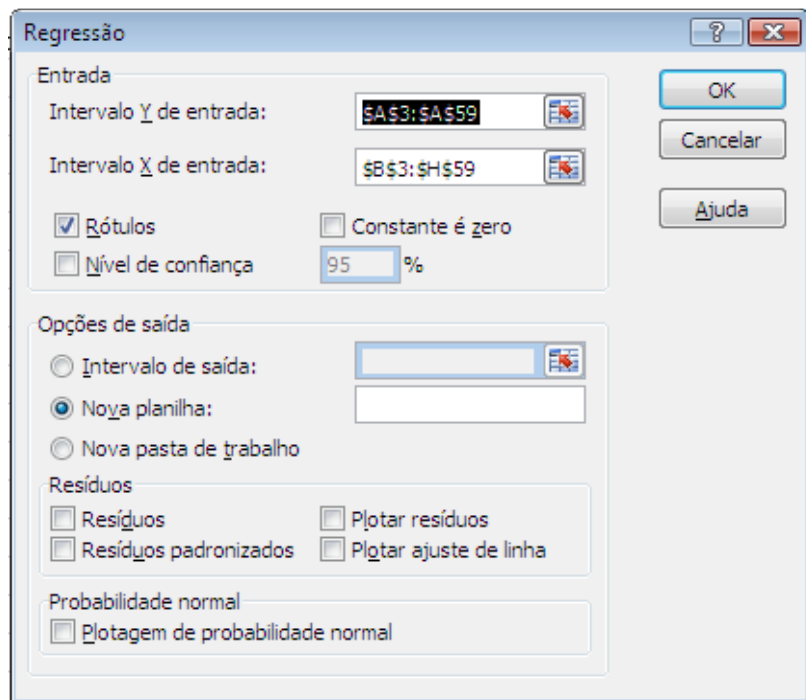 Regressão
Entrada
Intervalo Y de entrada: $A$3:$A$59
Intervalo X de entrada: $B$3:$H$59
Rótulos Constante é zero
Nível de confiança 95 %
OK
Cancelar
Ajuda
Opções de saída
Intervalo de saída:
Nova planilha:
Nova pasta de trabalho
Resíduos
Resíduos Plotar resíduos
Resíduos padronizados Plotar ajuste de linha
Probabilidade normal
Plotagem de probabilidade normal